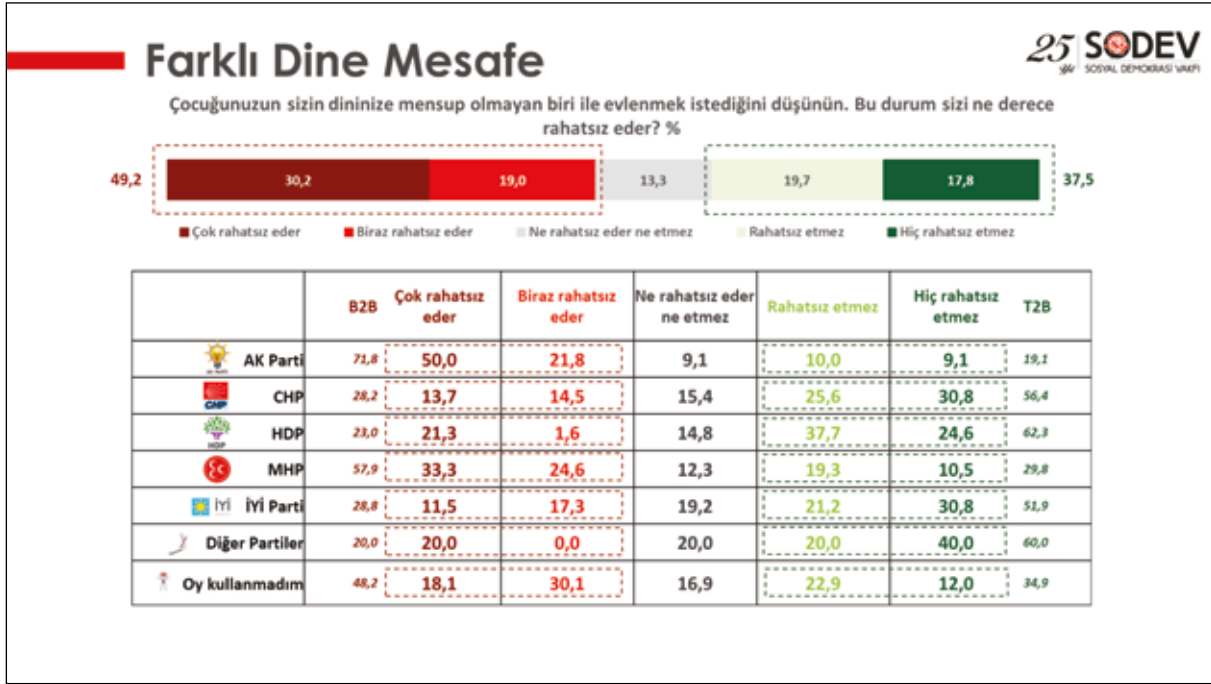 Farklı Dine Mesafe
25 SODEV
SOSYAL DEMOKRASİ VAKFI
Çocuğunuzun sizin dininize mensup olmayan biri ile evlenmek istediğini düşünün. Bu durum sizi ne derece
rahatsız eder? %
49,2 30,2 19,0 13,3 19,7 17,8 37,5
Çok rahatsız eder Biraz rahatsız eder Ne rahatsız eder ne etmez Rahatsız etmez Hiç rahatsız etmez
B2B Çok rahatsız eder Biraz rahatsız eder Ne rahatsız eder ne etmez Rahatsız etmez Hiç rahatsız etmez T2B
AK Parti 71,8 50,0 21,8 9,1 10,0 9,1 19,1
CHP CHP 28,2 13,7 14,5 15,4 25,6 30,8 56,4
HDP HDP 23,0 21,3 1,6 14,8 37,7 24,6 62,3
MHP 57,9 33,3 24,6 12,3 19,3 10,5 29,8
İYİ İYİ Parti 28,8 11,5 17,3 19,2 21,2 30,8 51,9
Diğer Partiler 20,0 20,0 0,0 20,0 20,0 40,0 60,0
Oy kullanmadım 48,2 18,1 30,1 16,9 22,9 12,0 34,9